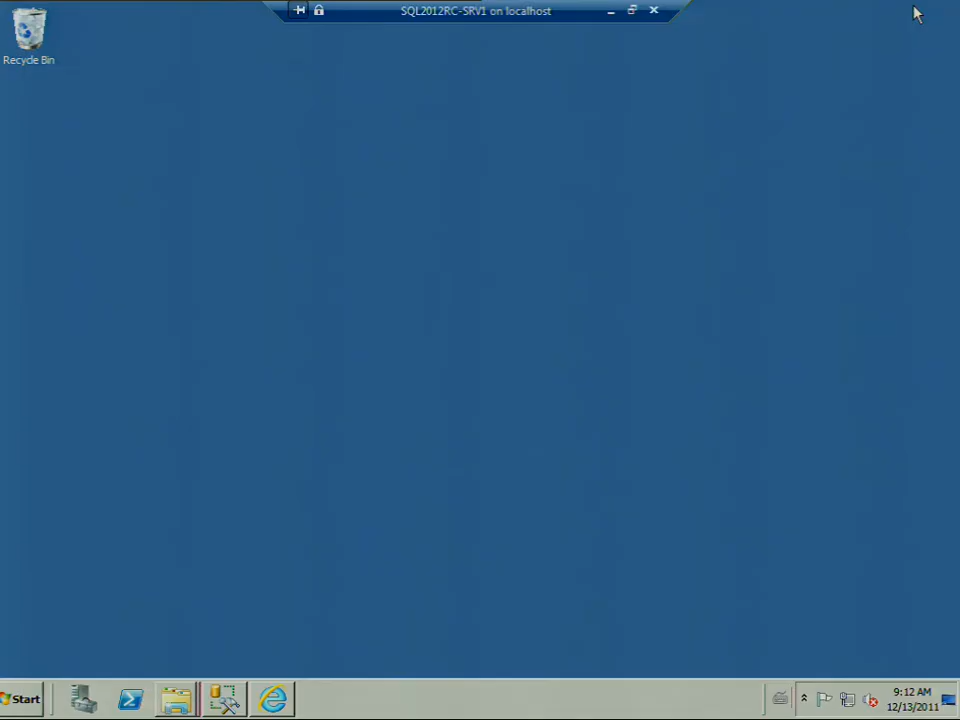 SQL2012RC-SRV1 on localhost
Recycle Bin
Start
9:12 AM
12/13/2011